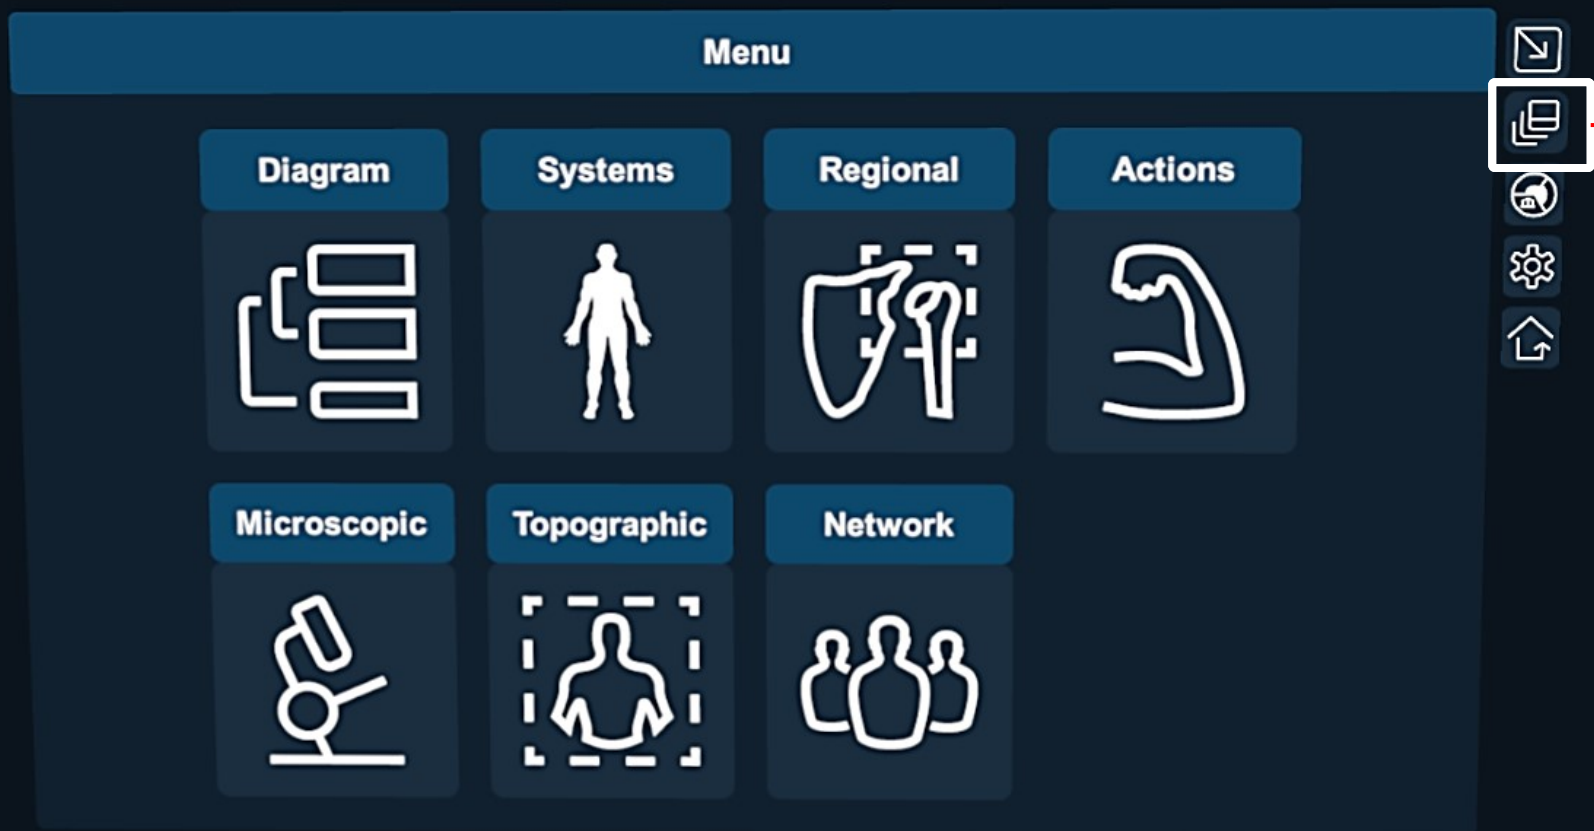 Menu
Diagram
Systems
Regional
Actions
Microscopic
Topographic
Network